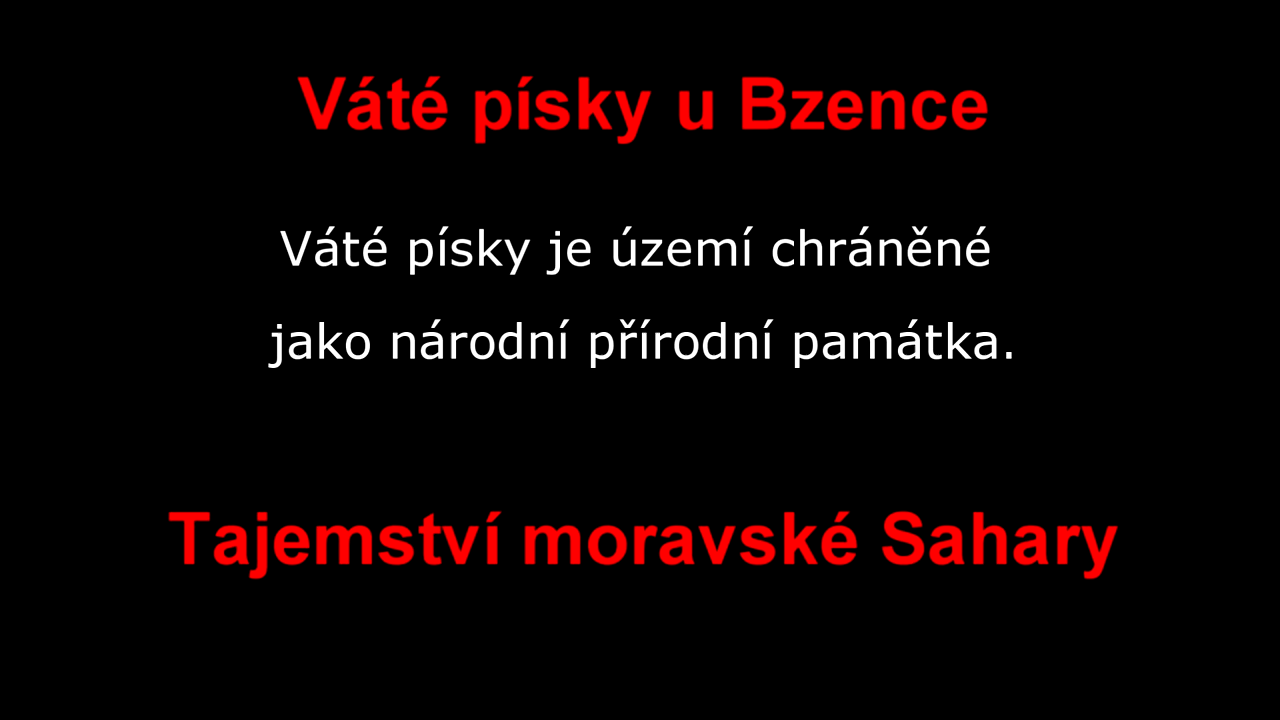 Váté písky u Bzence
Váté písky je území chráněné
jako národní přírodní památka.
Tajemství moravské Sahary